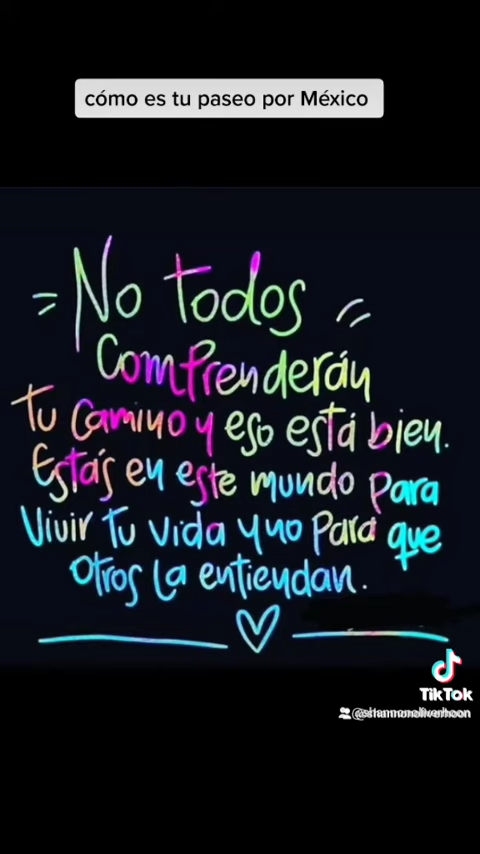 cómo es tu paseo por México
No todos
Comprenderán
Tu Camino y eso está bien.
Estás en este mundo para
Vivir Tu vida y no Para que
Otros la entiendan.
TikTok
@shannonoliverhoon